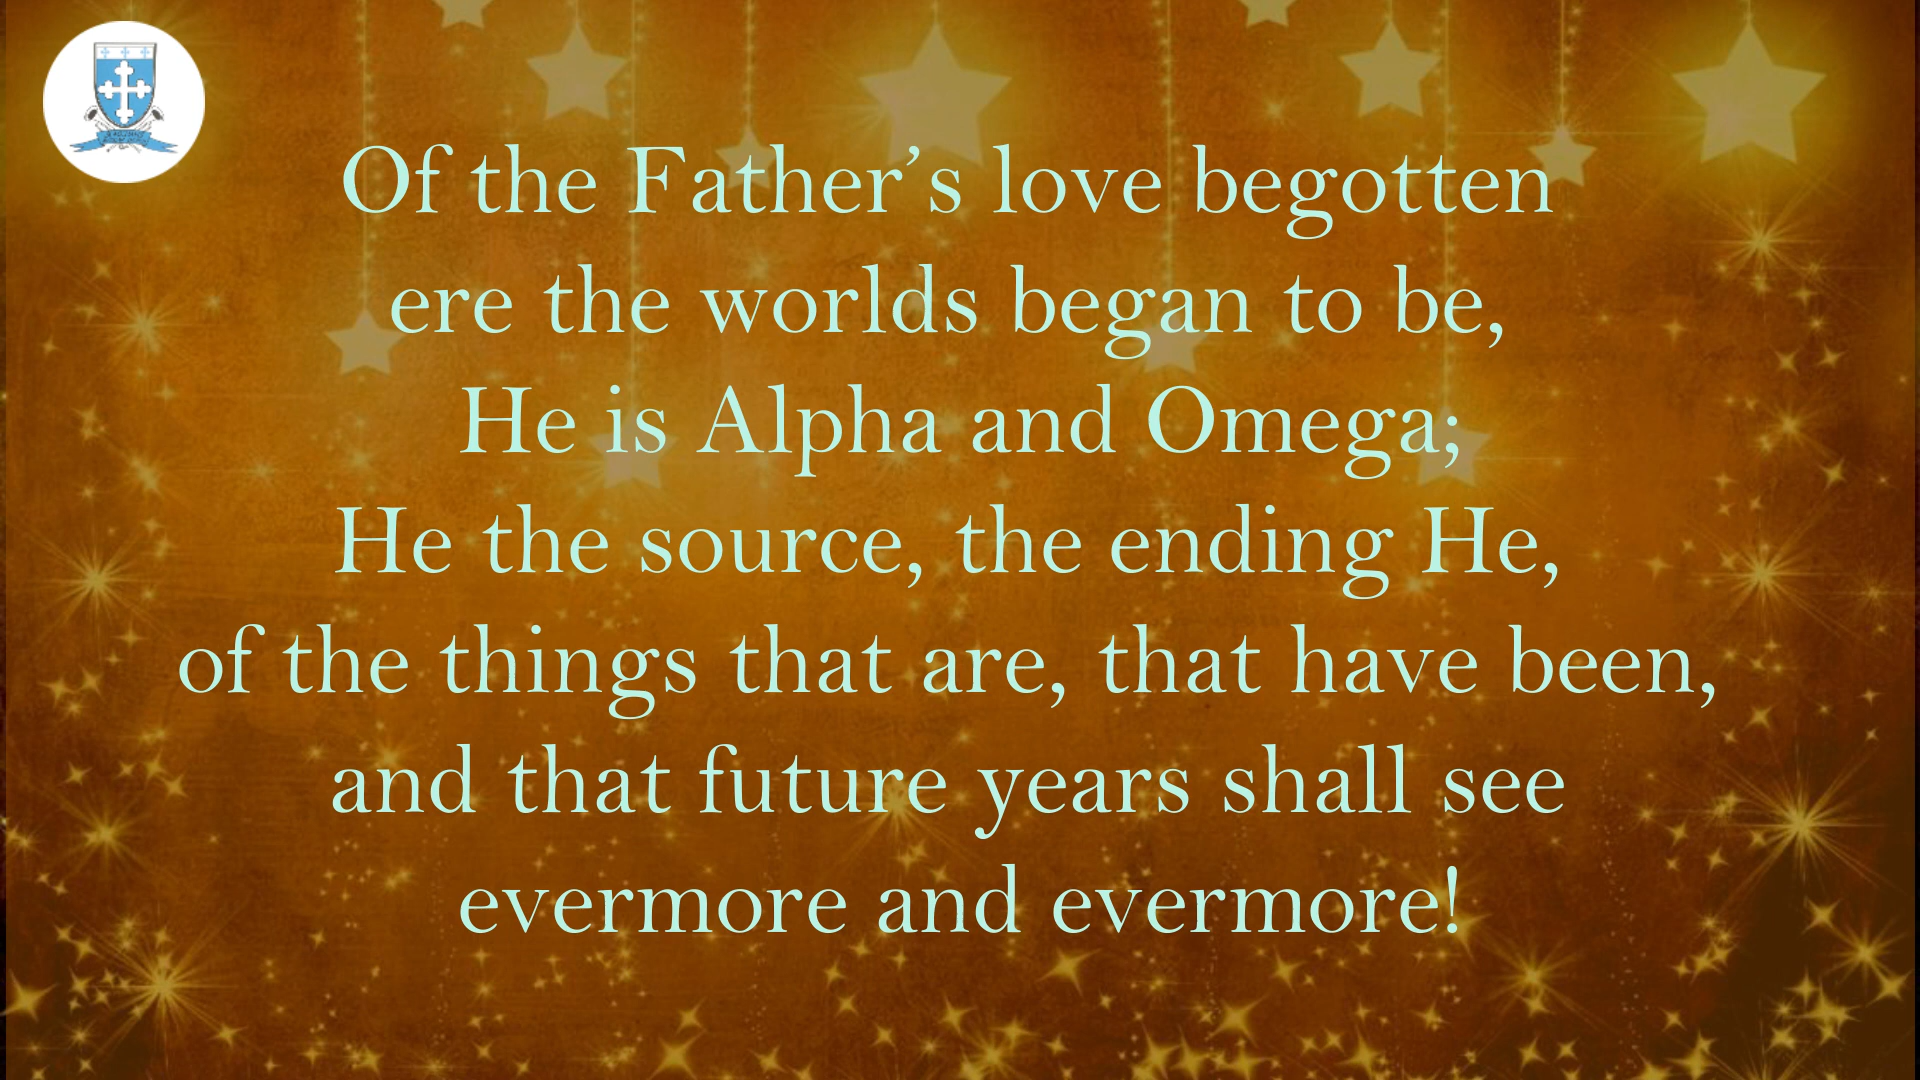 Of the Father’s love begotten
ere the worlds began to be,
He is Alpha and Omega;
He the source, the ending He,
of the things that are, that have been,
and that future years shall see
evermore and evermore!